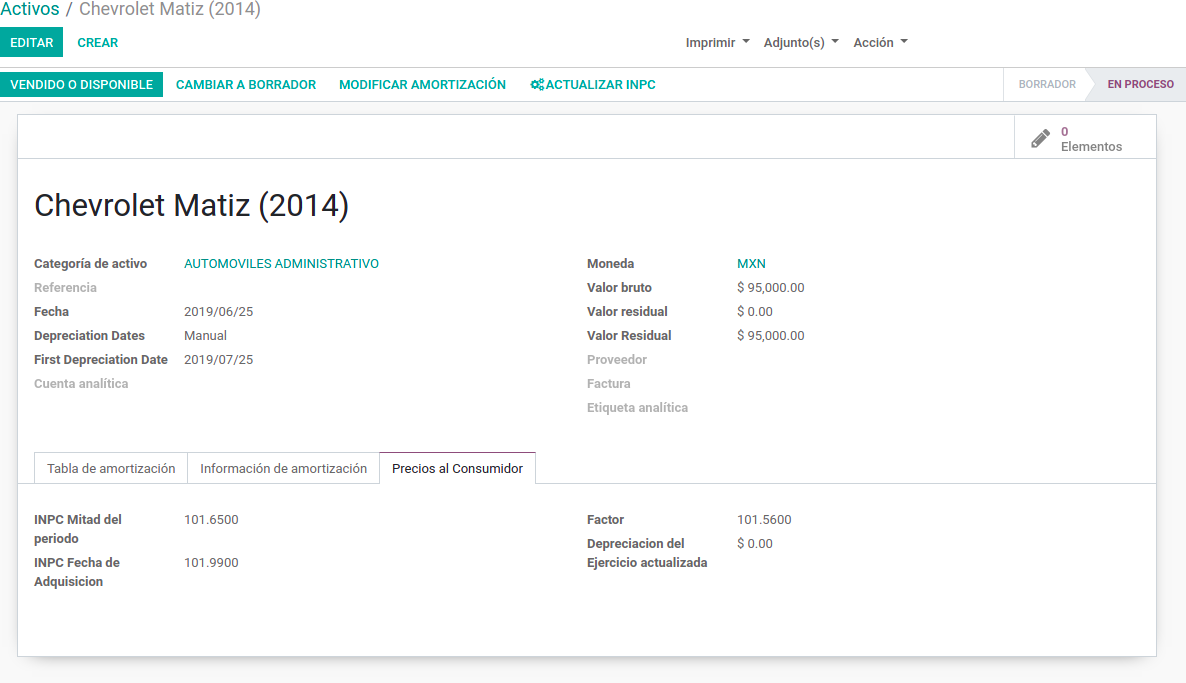 Activos / Chevrolet Matiz (2014)
EDITAR CREAR Imprimir Adjunto(s) Acción
VENDIDO O DISPONIBLE CAMBIAR A BORRADOR MODIFICAR AMORTIZACIÓN ACTUALIZAR INPC BORRADOR EN PROCESO
0
Elementos
Chevrolet Matiz (2014)
Categoría de activo AUTOMOVILES ADMINISTRATIVO Moneda MXN
Referencia Valor bruto $ 95,000.00
Fecha 2019/06/25 Valor residual $ 0.00
Depreciation Dates Manual Valor Residual $ 95,000.00
First Depreciation Date 2019/07/25 Proveedor
Cuenta analítica Factura
Etiqueta analítica
Tabla de amortización Información de amortización Precios al Consumidor
INPC Mitad del periodo 101.6500 Factor 101.5600
INPC Fecha de Adquisicion 101.9900 Depreciacion del Ejercicio actualizada $ 0.00